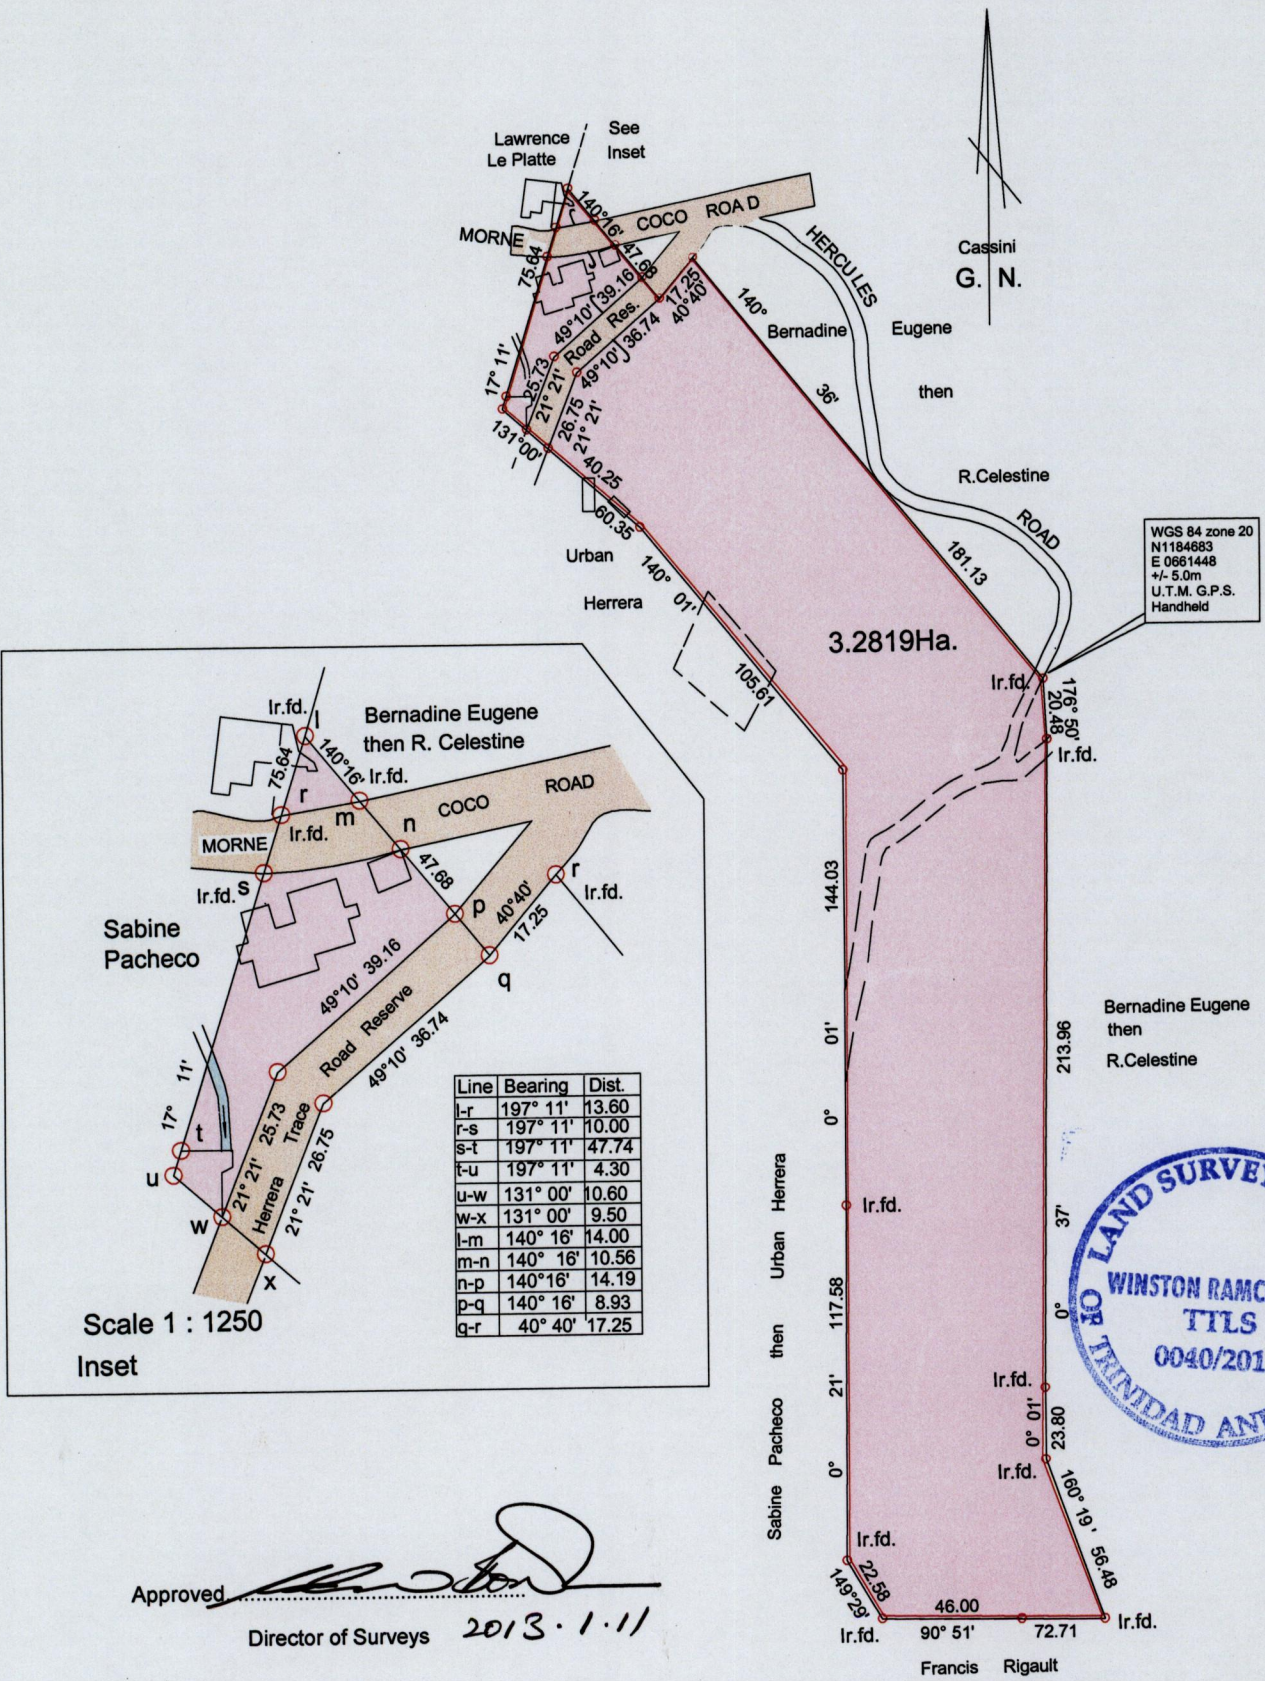 Lawrence
Le Platte
See
Inset
140°16'
47.68
MORNE COCO ROAD
75.64
17° 11'
49°10' 39.16
Road Res.
49°10' 36.74
17.25
40°40'
25.73
21° 21'
26.75
21° 21'
131°00'
40.25
60.35
Urban
Herrera
140° 01'
105.61
HERCULES ROAD
140° 36'
181.13
Bernadine Eugene
then
R.Celestine
Cassini
G. N.
WGS 84 zone 20
N1184683
E 0661448
+/- 5.0m
U.T.M. G.P.S.
Handheld
3.2819Ha.
Ir.fd.
176° 50'
20.48
Ir.fd.
144.03
0° 01'
213.96
0° 37'
Bernadine Eugene
then
R.Celestine
Ir.fd.
117.58
0° 21'
Sabine Pacheco then Urban Herrera
Ir.fd.
0° 01'
23.80
Ir.fd.
160° 19' 56.48
Ir.fd.
22.58
149°29'
Ir.fd.
46.00
90° 51' 72.71
Ir.fd.
Francis Rigault
Ir.fd. l
Bernadine Eugene
then R. Celestine
75.64
140°16'
Ir.fd.
r
m
Ir.fd.
n
MORNE COCO ROAD
s
Ir.fd.
47.68
p
r
Ir.fd.
40°40'
17.25
q
Sabine
Pacheco
49°10' 39.16
Road Reserve
49°10' 36.74
17° 11'
t
u
21° 21' 25.73
Herrera Trace
21° 21' 26.75
w
x
Line Bearing Dist.
l-r 197° 11' 13.60
r-s 197° 11' 10.00
s-t 197° 11' 47.74
t-u 197° 11' 4.30
u-w 131° 00' 10.60
w-x 131° 00' 9.50
l-m 140° 16' 14.00
m-n 140° 16' 10.56
n-p 140°16' 14.19
p-q 140° 16' 8.93
q-r 40° 40' 17.25
Scale 1 : 1250
Inset
LAND SURVE
WINSTON RAMC
TTLS
0040/201
OF TRINIDAD AN
Approved
Director of Surveys
2013.1.11